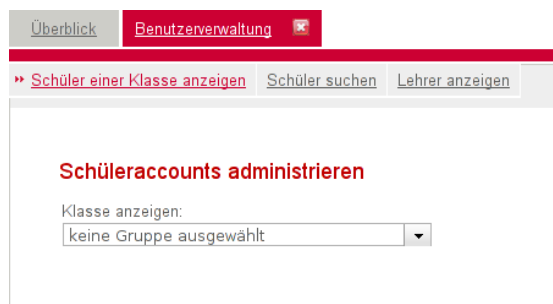 Überblick Benutzerverwaltung
Schüler einer Klasse anzeigen Schüler suchen Lehrer anzeigen
Schüleraccounts administrieren
Klasse anzeigen:
keine Gruppe ausgewählt